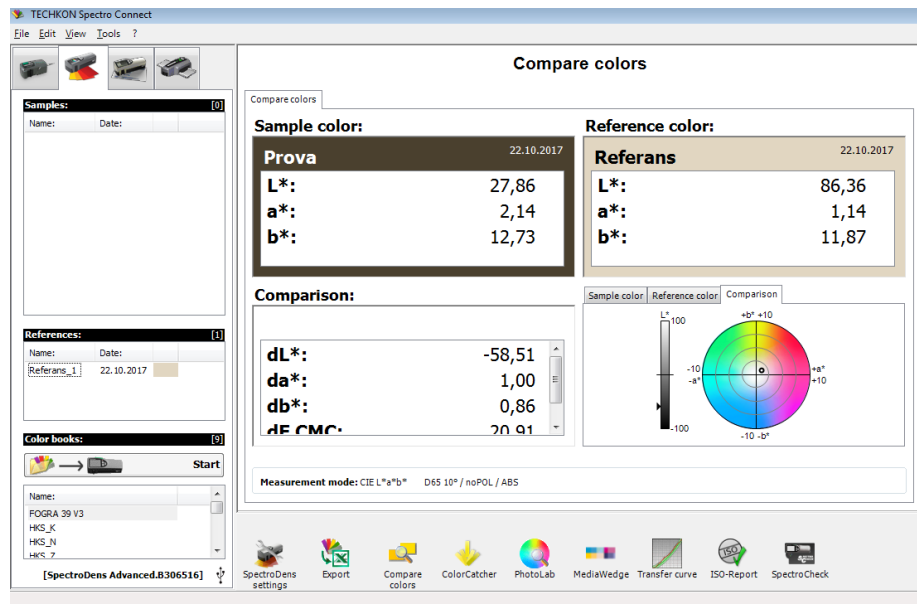 TECHKON Spectro Connect
File Edit View Tools ?
Compare colors
Samples: [0]
Name: Date:
References: [1]
Name: Date:
Referans_1 22.10.2017
Color books: [9]
Start
Name:
FOGRA 39 V3
HKS_K
HKS_N
HKS_Z
[SpectroDens Advanced.B306516]
Compare colors
Sample color:
Prova 22.10.2017
L*: 27,86
a*: 2,14
b*: 12,73
Reference color:
Referans 22.10.2017
L*: 86,36
a*: 1,14
b*: 11,87
Comparison:
dL*: -58,51
da*: 1,00
db*: 0,86
dE CMC: 20,91
Sample color Reference color Comparison
L*
100
-100
+b* +10
-10
-a*
+a*
+10
-10 -b*
Measurement mode: CIE L*a*b* D65 10° / noPOL / ABS
SpectroDens settings
Export
Compare colors
ColorCatcher
PhotoLab
MediaWedge
Transfer curve
ISO
ISO-Report
SpectroCheck